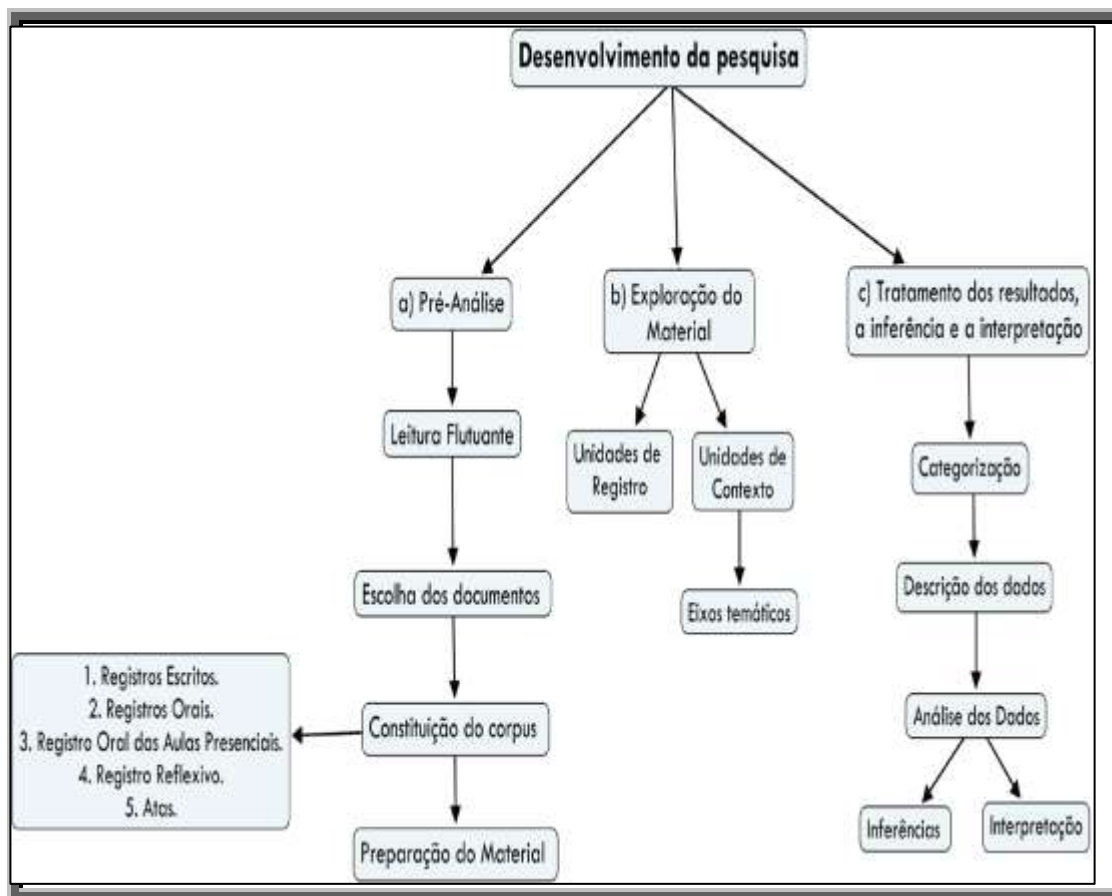 Desenvolvimento da pesquisa
a) Pré-Análise
Leitura Flutuante
Escolha dos documentos
Constituição do corpus
1. Registros Escritos.
2. Registros Orais.
3. Registro Oral das Aulas Presenciais.
4. Registro Reflexivo.
5. Atas.
Preparação do Material
b) Exploração do
Material
Unidades de
Registro
Unidades de
Contexto
Eixos temáticos
c) Tratamento dos resultados,
a inferência e a interpretação
Categorização
Descrição dos dados
Análise dos Dados
Inferências
Interpretação